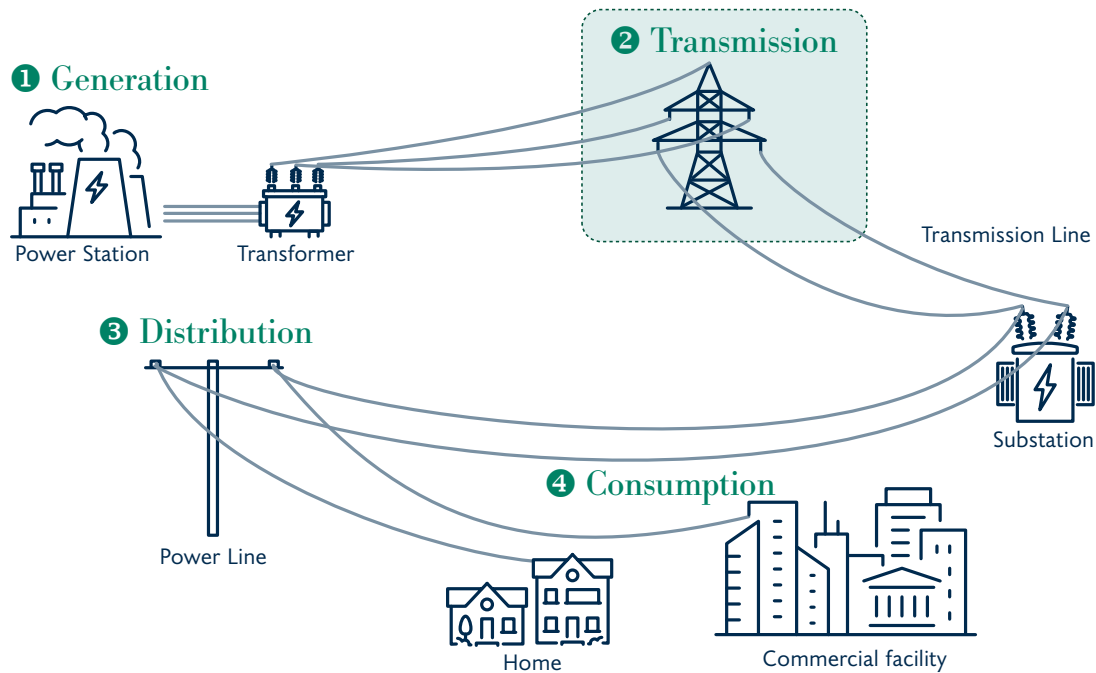 ❶ Generation
Power Station
Transformer
❷ Transmission
Transmission Line
Substation
❸ Distribution
Power Line
❹ Consumption
Home
Commercial facility